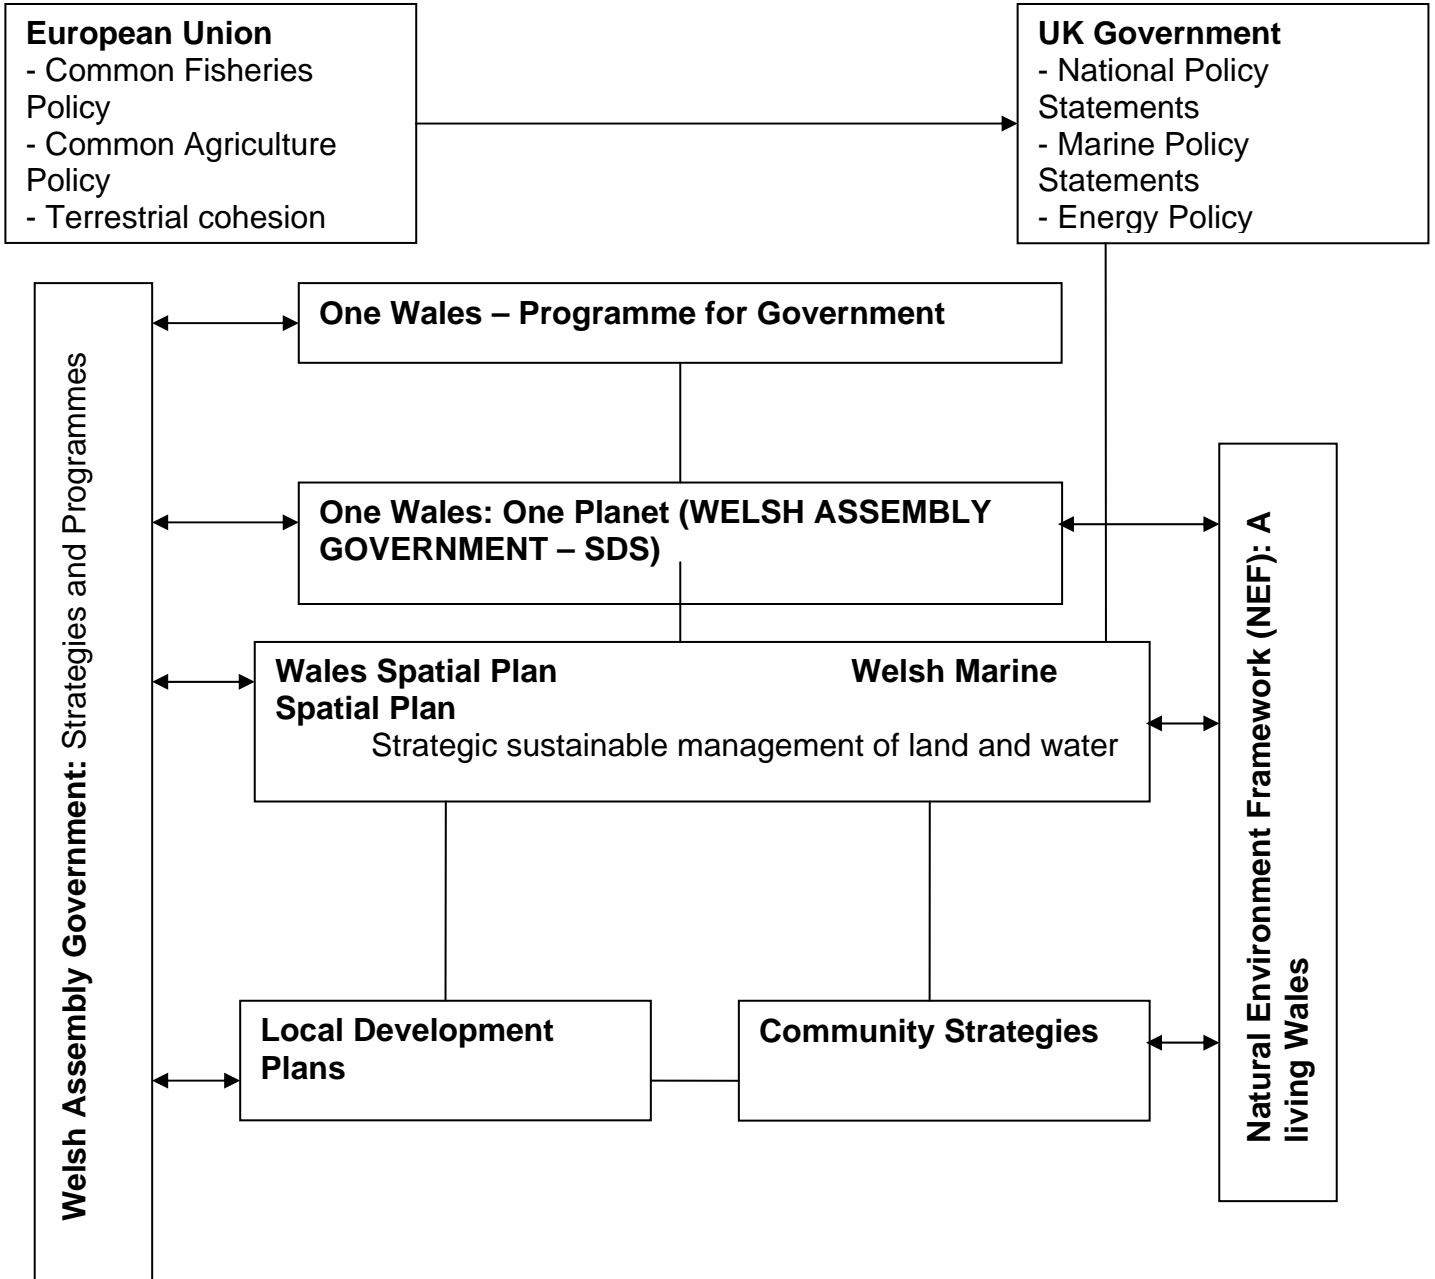 European Union
- Common Fisheries
Policy
- Common Agriculture
Policy
- Terrestrial cohesion
UK Government
- National Policy
Statements
- Marine Policy
Statements
- Energy Policy
Welsh Assembly Government: Strategies and Programmes
One Wales – Programme for Government
One Wales: One Planet (WELSH ASSEMBLY
GOVERNMENT – SDS)
Wales Spatial Plan Welsh Marine
Spatial Plan
Strategic sustainable management of land and water
Local Development
Plans
Community Strategies
Natural Environment Framework (NEF): A
living Wales